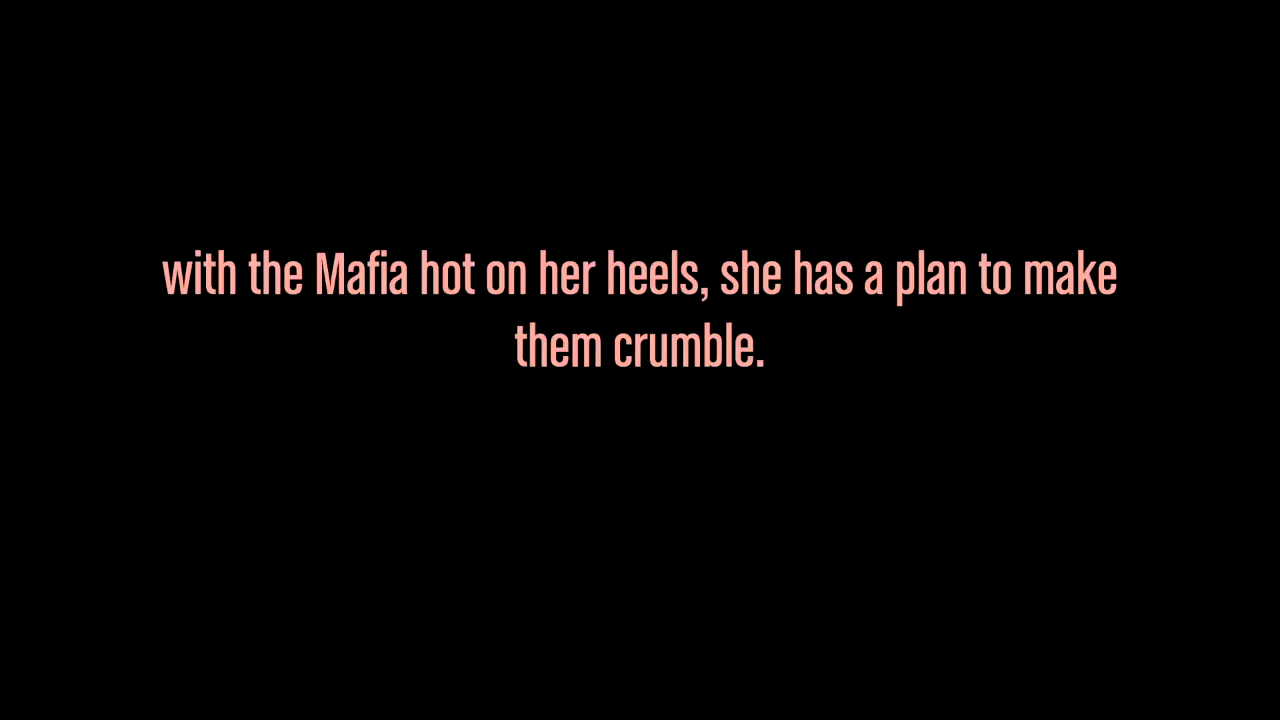 with the Mafia hot on her heels, she has a plan to make
them crumble.